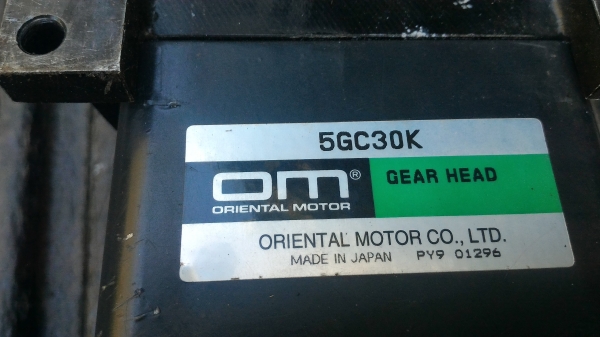 5GC30K
om®
ORIENTAL MOTOR
GEAR HEAD
ORIENTAL MOTOR CO., LTD.
MADE IN JAPAN PY9 01296